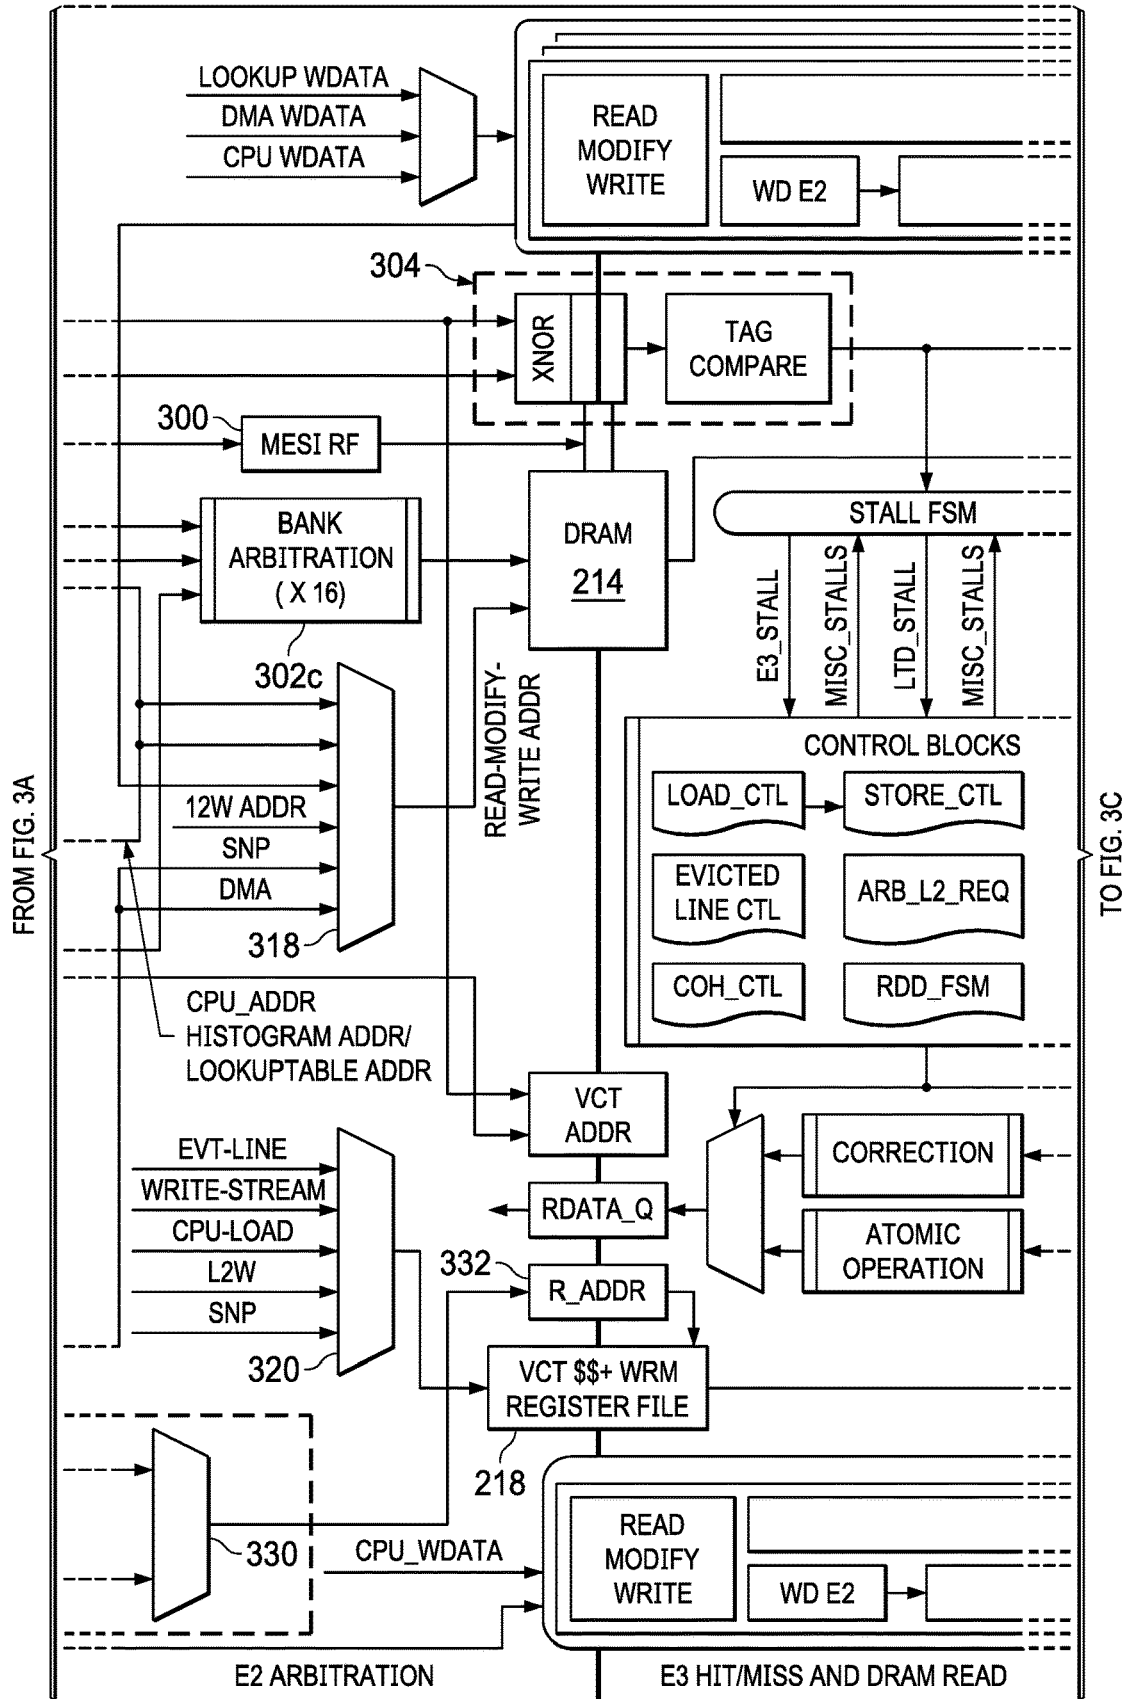 LOOKUP WDATA
DMA WDATA
CPU WDATA
READ
MODIFY
WRITE
WD E2
304
XNOR
TAG
COMPARE
300
MESI RF
BANK
ARBITRATION
( X 16)
302c
DRAM
214
STALL FSM
E3_STALL
MISC_STALLS
LTD_STALL
MISC_STALLS
READ-MODIFY-
WRITE ADDR
12W ADDR
SNP
DMA
318
CONTROL BLOCKS
LOAD_CTL
STORE_CTL
EVICTED
LINE CTL
ARB_L2_REQ
COH_CTL
RDD_FSM
FROM FIG. 3A
TO FIG. 3C
CPU_ADDR
HISTOGRAM ADDR/
LOOKUPTABLE ADDR
VCT
ADDR
EVT-LINE
WRITE-STREAM
CPU-LOAD
L2W
SNP
320
RDATA_Q
CORRECTION
ATOMIC
OPERATION
332
R_ADDR
VCT $$+ WRM
REGISTER FILE
218
330
CPU_WDATA
READ
MODIFY
WRITE
WD E2
E2 ARBITRATION
E3 HIT/MISS AND DRAM READ